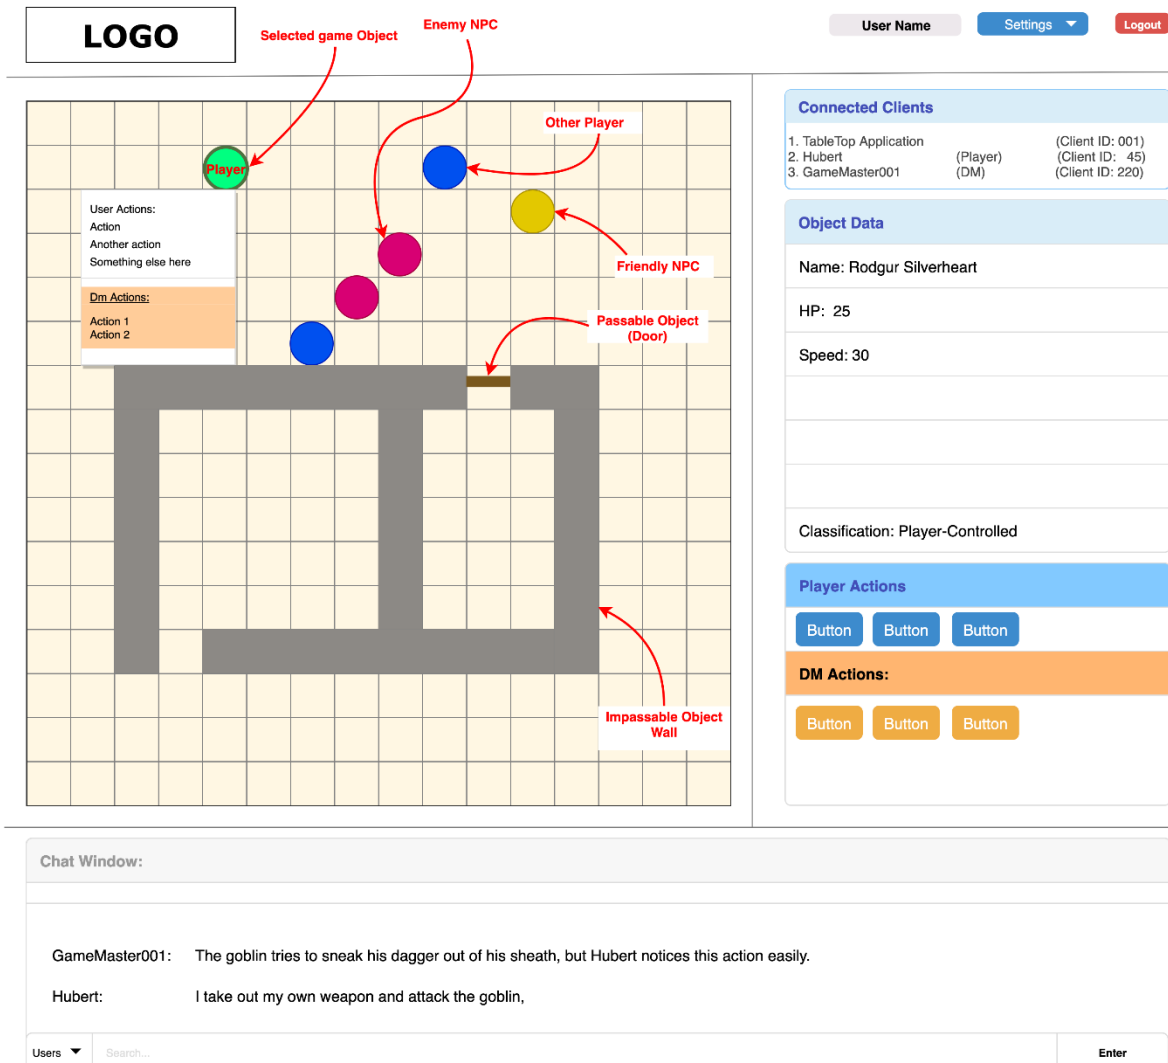 LOGO
Selected game Object
Enemy NPC
User Name
Settings
Logout
Other Player
Player
Friendly NPC
User Actions:
Action
Another action
Something else here
Dm Actions:
Action 1
Action 2
Passable Object
(Door)
Impassable Object
Wall
Connected Clients
1. TableTop Application (Client ID: 001)
2. Hubert (Player) (Client ID: 45)
3. GameMaster001 (DM) (Client ID: 220)
Object Data
Name: Rodgur Silverheart
HP: 25
Speed: 30
Classification: Player-Controlled
Player Actions
Button Button Button
DM Actions:
Button Button Button
Chat Window:
GameMaster001: The goblin tries to sneak his dagger out of his sheath, but Hubert notices this action easily.
Hubert: I take out my own weapon and attack the goblin,
Users Search... Enter